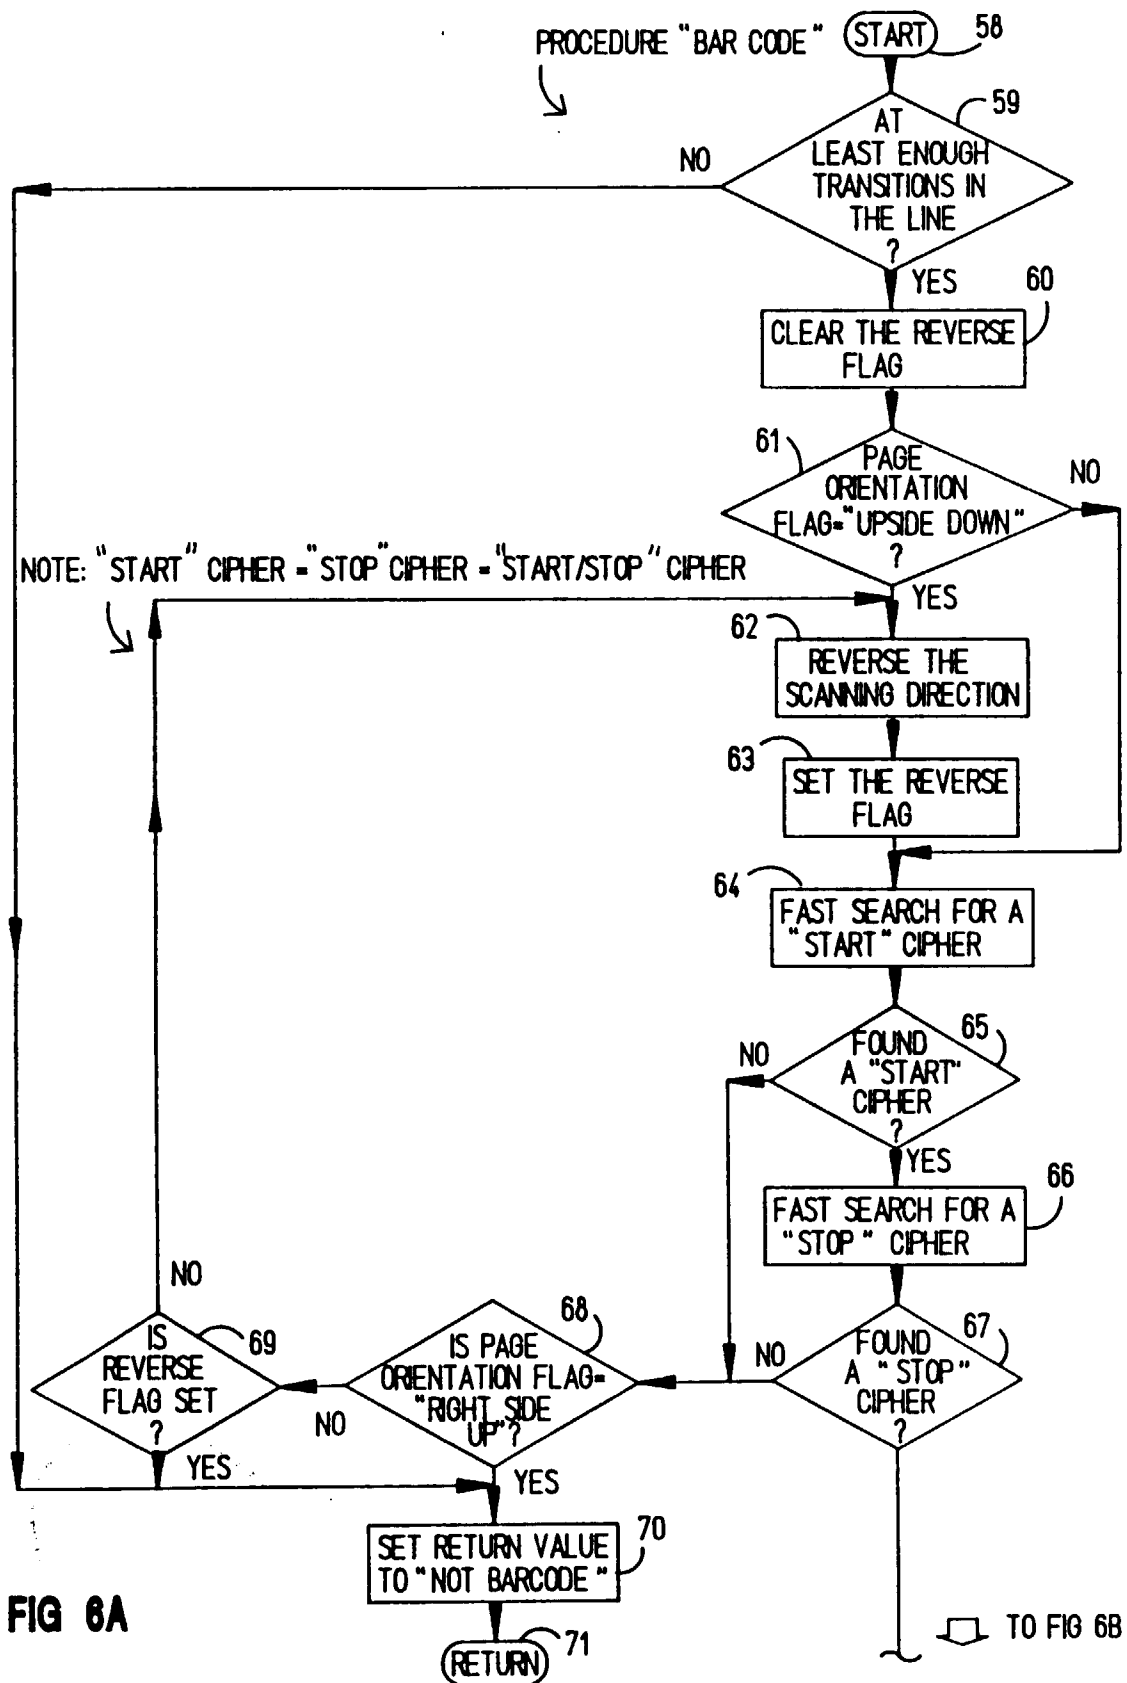 PROCEDURE "BAR CODE"
START
58
59
AT
LEAST ENOUGH
TRANSITIONS IN
THE LINE
?
NO
YES
60
CLEAR THE REVERSE
FLAG
61
PAGE
ORIENTATION
FLAG="UPSIDE DOWN"
?
NO
YES
NOTE: "START" CIPHER = "STOP" CIPHER = "START/STOP" CIPHER
62
REVERSE THE
SCANNING DIRECTION
63
SET THE REVERSE
FLAG
64
FAST SEARCH FOR A
"START" CIPHER
65
FOUND
A "START"
CIPHER
?
NO
YES
66
FAST SEARCH FOR A
"STOP" CIPHER
67
FOUND
A "STOP"
CIPHER
?
NO
68
IS PAGE
ORIENTATION FLAG=
"RIGHT SIDE
UP"?
NO
YES
69
IS
REVERSE
FLAG SET
?
NO
YES
70
SET RETURN VALUE
TO "NOT BARCODE"
71
RETURN
FIG 6A
TO FIG 6B